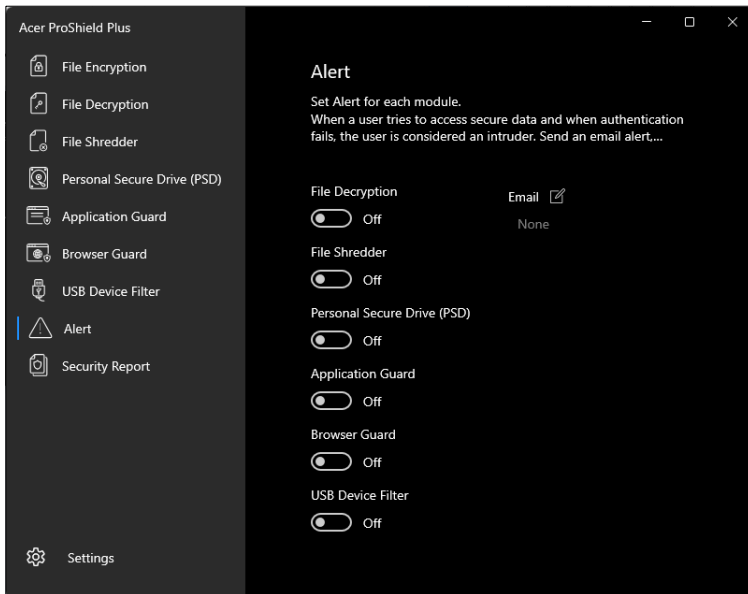 Acer ProShield Plus
File Encryption
File Decryption
File Shredder
Personal Secure Drive (PSD)
Application Guard
Browser Guard
USB Device Filter
Alert
Security Report
Settings
Alert
Set Alert for each module.
When a user tries to access secure data and when authentication
fails, the user is considered an intruder. Send an email alert,...
File Decryption
Off
Email
None
File Shredder
Off
Personal Secure Drive (PSD)
Off
Application Guard
Off
Browser Guard
Off
USB Device Filter
Off